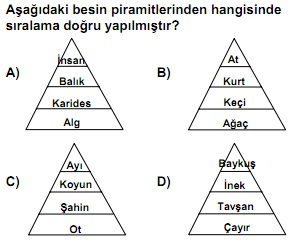 Aşağıdaki besin piramitlerinden hangisinde
sıralama doğru yapılmıştır?
A)
İnsan
Balık
Karides
Alg
B)
At
Kurt
Keçi
Ağaç
C)
Ayı
Koyun
Şahin
Ot
D)
Baykuş
İnek
Tavşan
Çayır